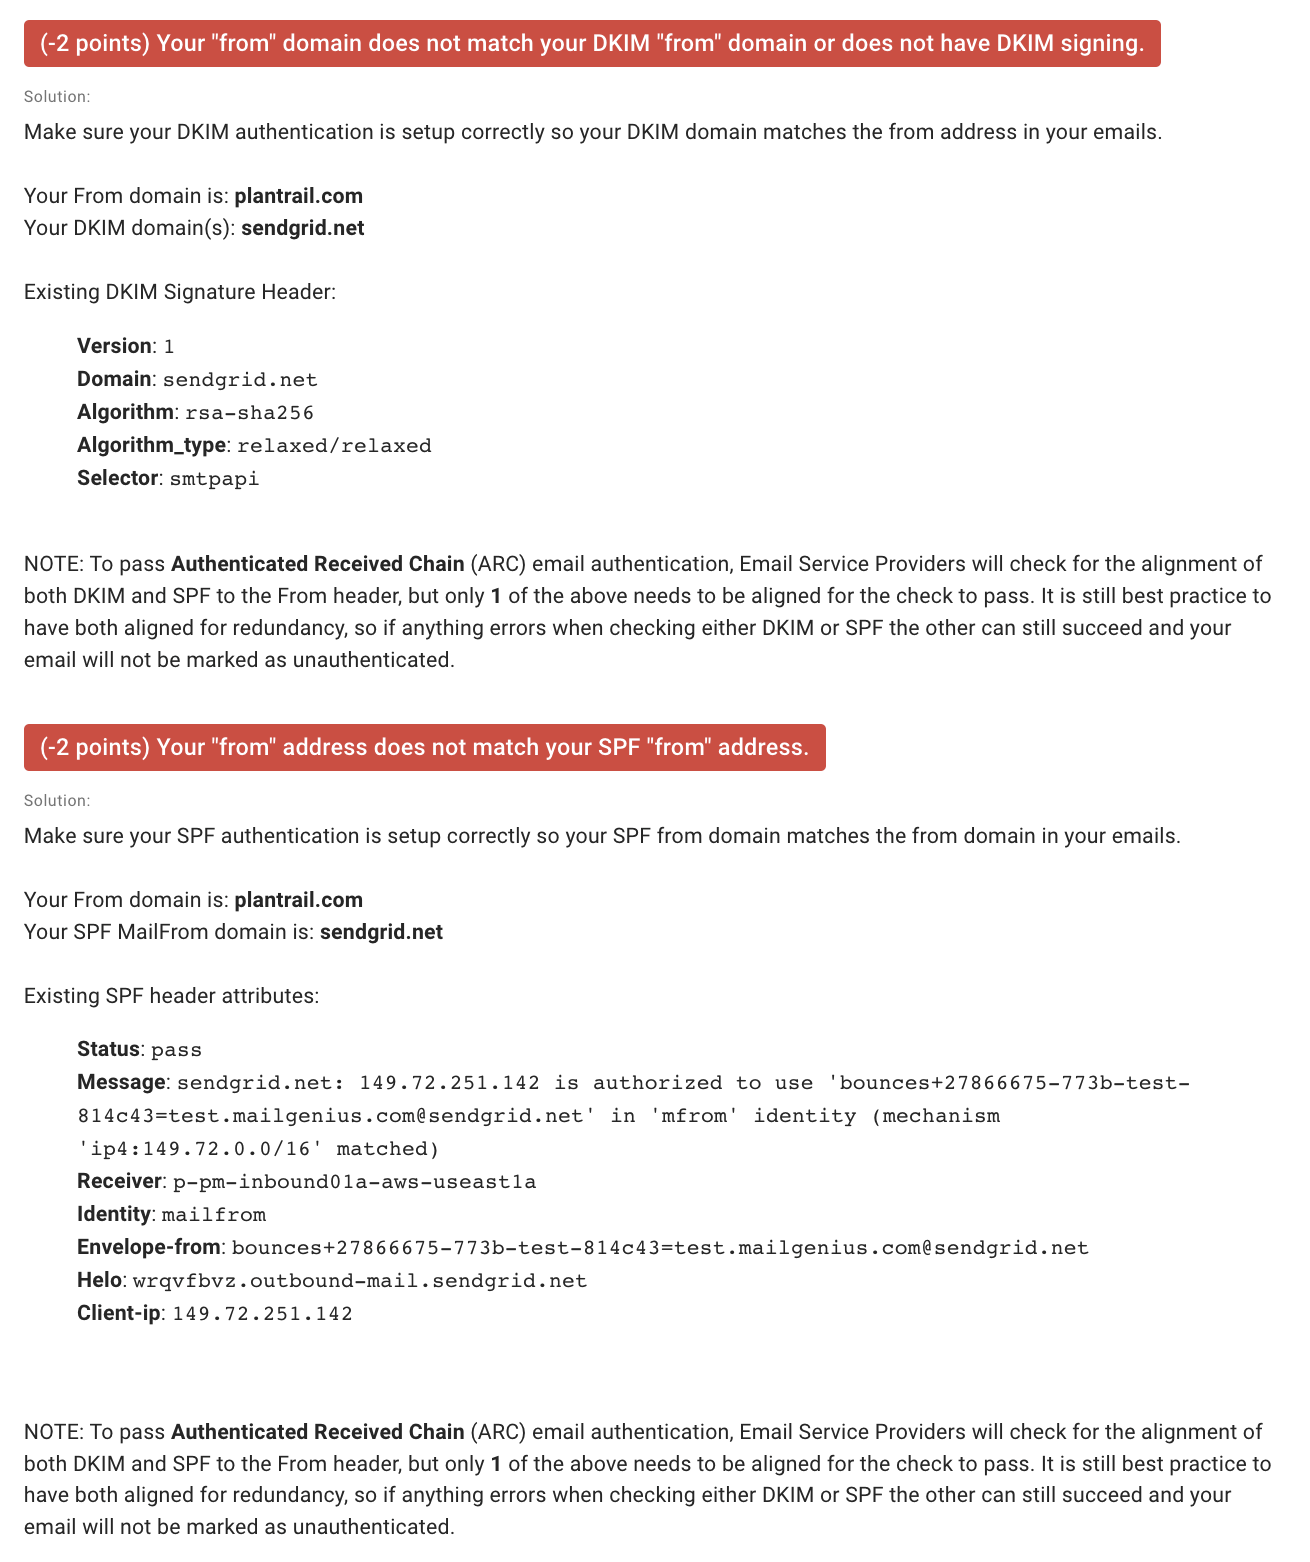 (-2 points) Your "from" domain does not match your DKIM "from" domain or does not have DKIM signing.
Solution:
Make sure your DKIM authentication is setup correctly so your DKIM domain matches the from address in your emails.
Your From domain is: plantrail.com
Your DKIM domain(s): sendgrid.net
Existing DKIM Signature Header:
Version: 1
Domain: sendgrid.net
Algorithm: rsa-sha256
Algorithm_type: relaxed/relaxed
Selector: smtpapi
NOTE: To pass Authenticated Received Chain (ARC) email authentication, Email Service Providers will check for the alignment of
both DKIM and SPF to the From header, but only 1 of the above needs to be aligned for the check to pass. It is still best practice to
have both aligned for redundancy, so if anything errors when checking either DKIM or SPF the other can still succeed and your
email will not be marked as unauthenticated.
(-2 points) Your "from" address does not match your SPF "from" address.
Solution:
Make sure your SPF authentication is setup correctly so your SPF from domain matches the from domain in your emails.
Your From domain is: plantrail.com
Your SPF MailFrom domain is: sendgrid.net
Existing SPF header attributes:
Status: pass
Message: sendgrid.net: 149.72.251.142 is authorized to use 'bounces+27866675-773b-test-
814c43=test.mailgenius.com@sendgrid.net' in 'mfrom' identity (mechanism
'ip4:149.72.0.0/16' matched)
Receiver: p-pm-inbound01a-aws-useast1a
Identity: mailfrom
Envelope-from: bounces+27866675-773b-test-814c43=test.mailgenius.com@sendgrid.net
Helo: wrqvfbvz.outbound-mail.sendgrid.net
Client-ip: 149.72.251.142
NOTE: To pass Authenticated Received Chain (ARC) email authentication, Email Service Providers will check for the alignment of
both DKIM and SPF to the From header, but only 1 of the above needs to be aligned for the check to pass. It is still best practice to
have both aligned for redundancy, so if anything errors when checking either DKIM or SPF the other can still succeed and your
email will not be marked as unauthenticated.